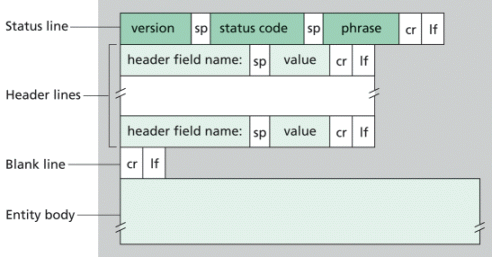 Status line version sp status code sp phrase cr lf
header field name: sp value cr lf
Header lines
header field name: sp value cr lf
Blank line cr lf
Entity body